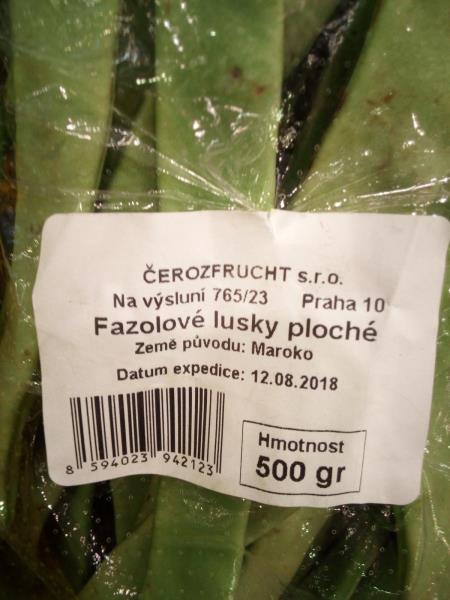 ČEROZFRUCHT s.r.o.
Na výsluní 765/23 Praha 10
Fazolové lusky ploché
Země původu: Maroko
Datum expedice: 12.08.2018
Hmotnost
500 gr
8 594023 942123